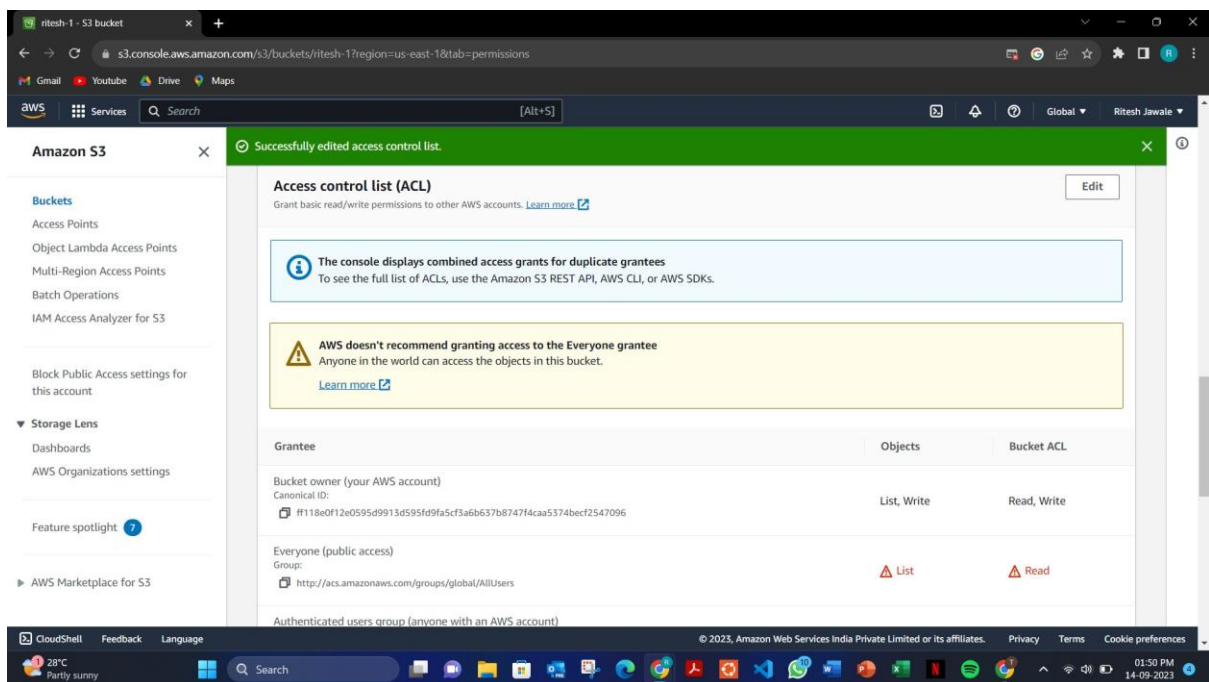 ritesh-1 - S3 bucket
s3.console.aws.amazon.com/s3/buckets/ritesh-1?region=us-east-1&tab=permissions
Gmail Youtube Drive Maps
aws Services Search [Alt+S] Global Ritesh Jawale
Amazon S3
Successfully edited access control list.
Buckets
Access Points
Object Lambda Access Points
Multi-Region Access Points
Batch Operations
IAM Access Analyzer for S3
Block Public Access settings for
this account
Storage Lens
Dashboards
AWS Organizations settings
Feature spotlight 7
AWS Marketplace for S3
Access control list (ACL)
Edit
Grant basic read/write permissions to other AWS accounts. Learn more
The console displays combined access grants for duplicate grantees
To see the full list of ACLs, use the Amazon S3 REST API, AWS CLI, or AWS SDKs.
AWS doesn't recommend granting access to the Everyone grantee
Anyone in the world can access the objects in this bucket.
Learn more
Grantee Objects Bucket ACL
Bucket owner (your AWS account)
Canonical ID:
ff118e0f12e0595d9913d595fd9fa5cf3a6b637b8747f4caa5374becf2547096
List, Write Read, Write
Everyone (public access)
Group:
http://acs.amazonaws.com/groups/global/AllUsers
List Read
Authenticated users group (anyone with an AWS account)
CloudShell Feedback Language © 2023, Amazon Web Services India Private Limited or its affiliates. Privacy Terms Cookie preferences
28°C
Partly sunny
Search
01:50 PM
14-09-2023